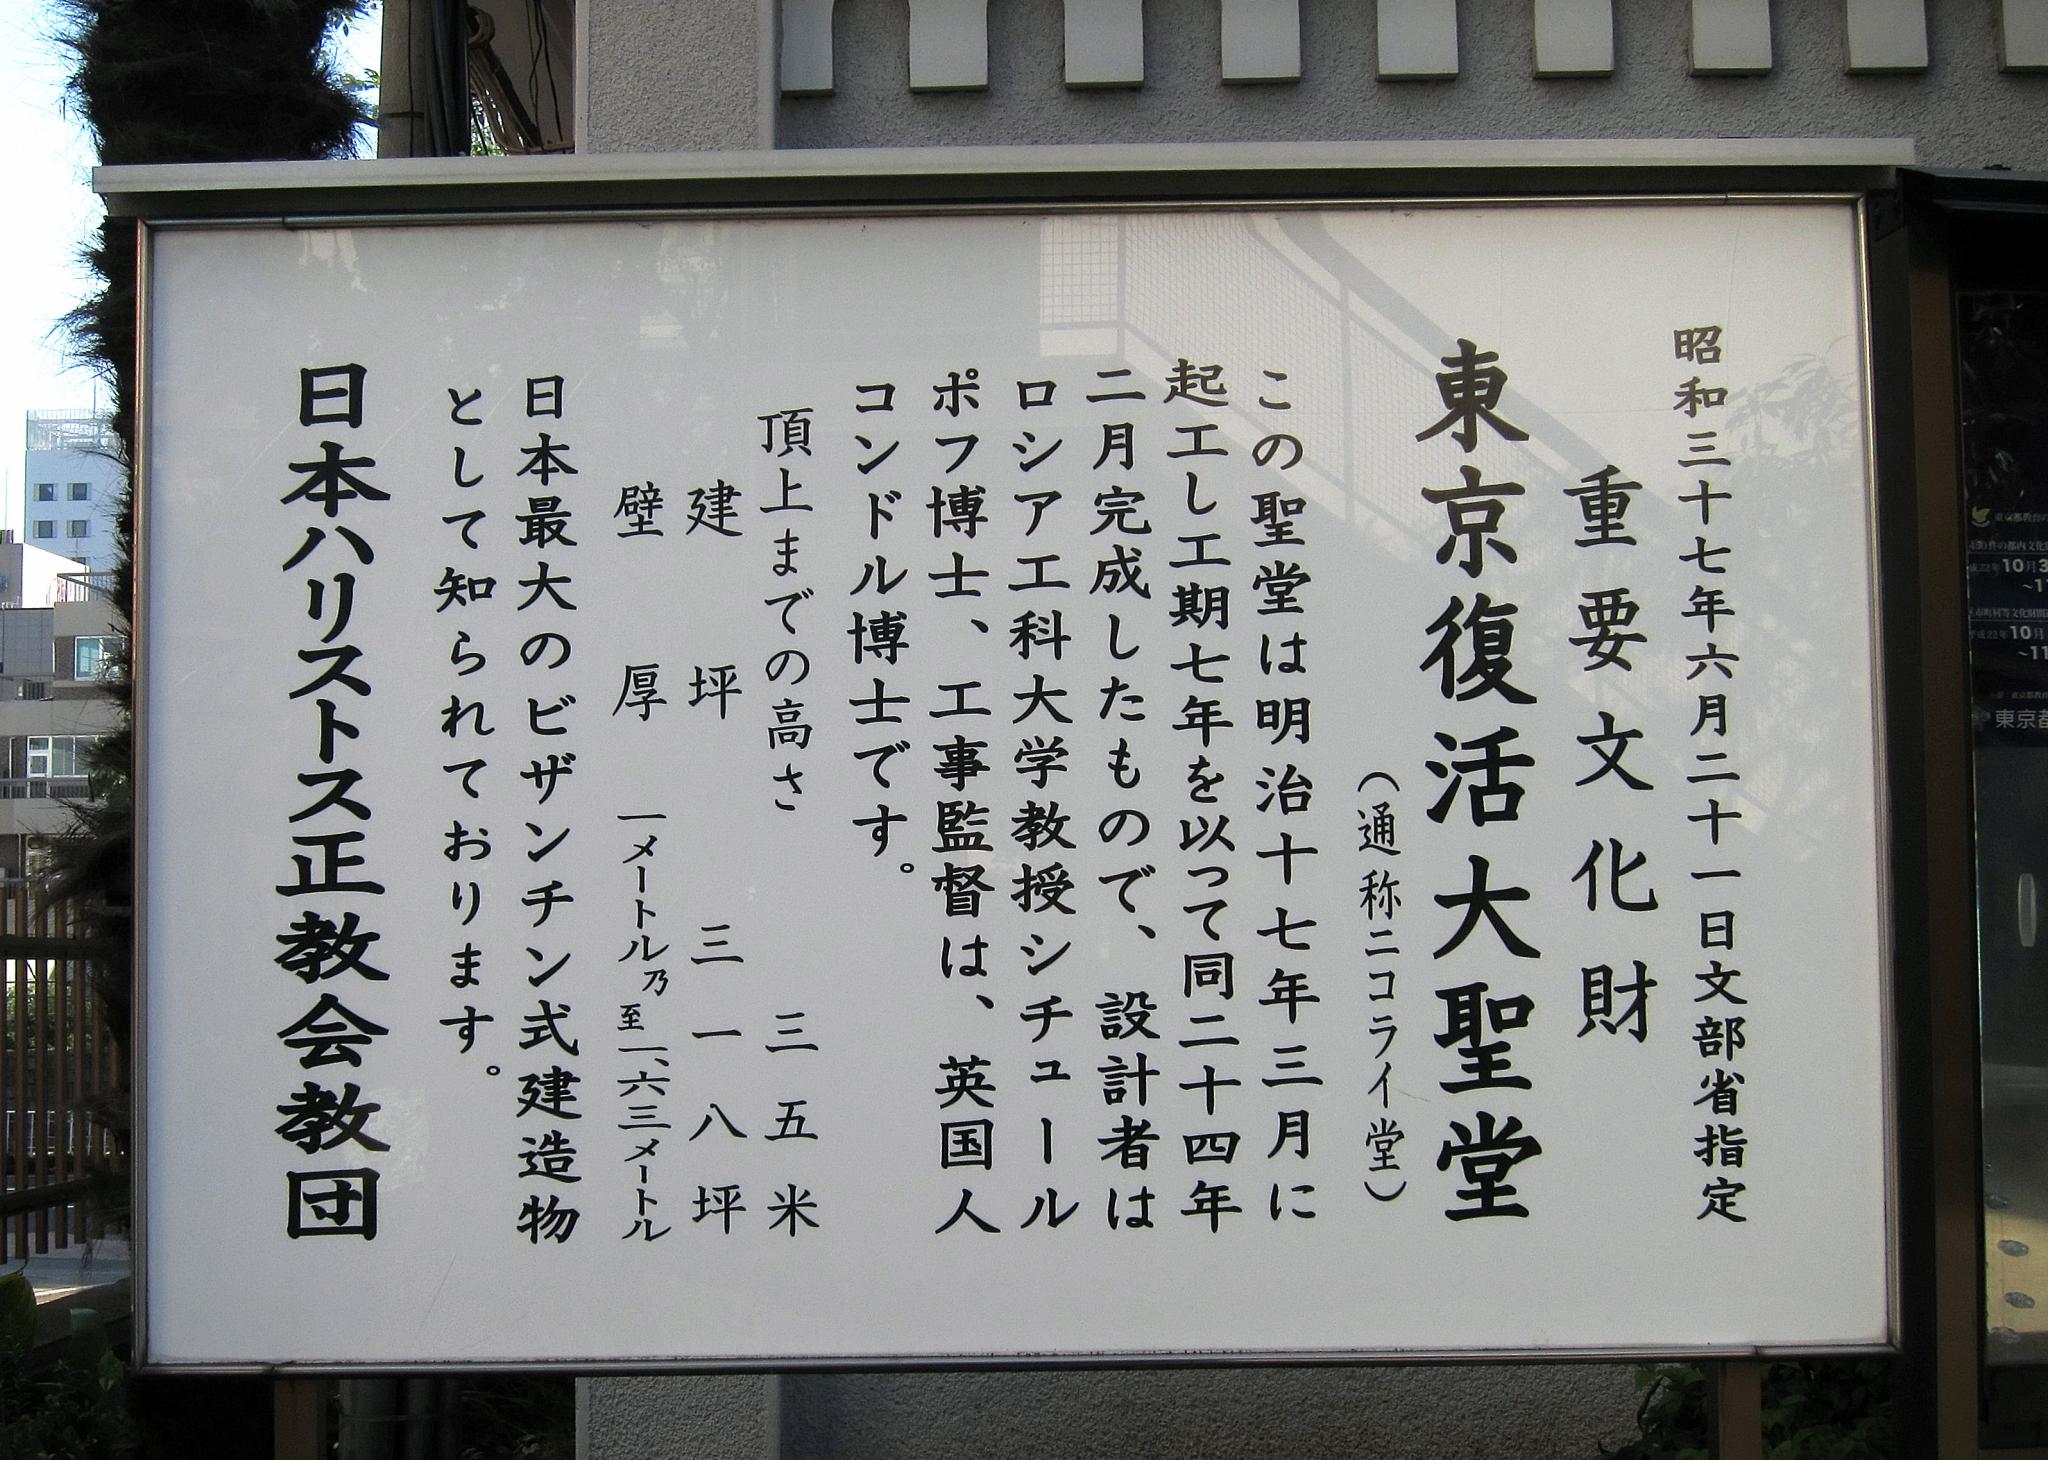 昭和三十七年六月二十一日文部省指定
重要文化財
東京復活大聖堂
（通称ニコライ堂）
この聖堂は明治十七年三月に
起工し工期七年を以って同二十四年
二月完成したもので、設計者は
ロシア工科大学教授シチュール
ポフ博士、工事監督は、英国人
コンドル博士です。
頂上までの高さ 三五米
建坪 三一八坪
壁厚 一メートル乃至一、六三メートル
日本最大のビザンチン式建造物
として知られております。
日本ハリストス正教会教団
10月
10月
東京都